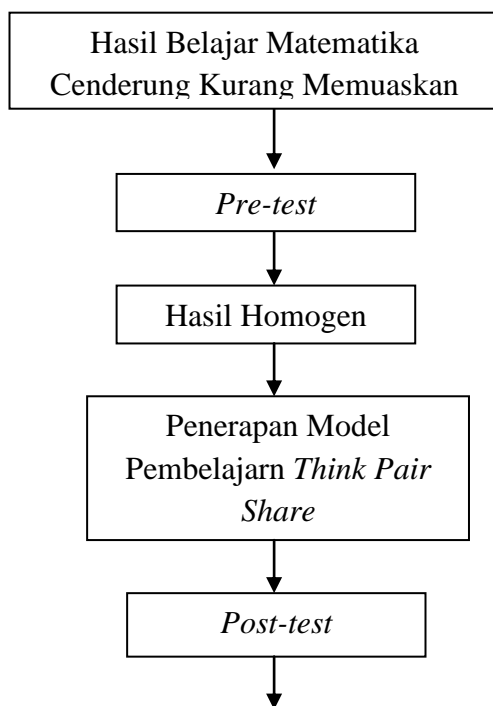 Hasil Belajar Matematika
Cenderung Kurang Memuaskan
Pre-test
Hasil Homogen
Penerapan Model
Pembelajarn Think Pair
Share
Post-test